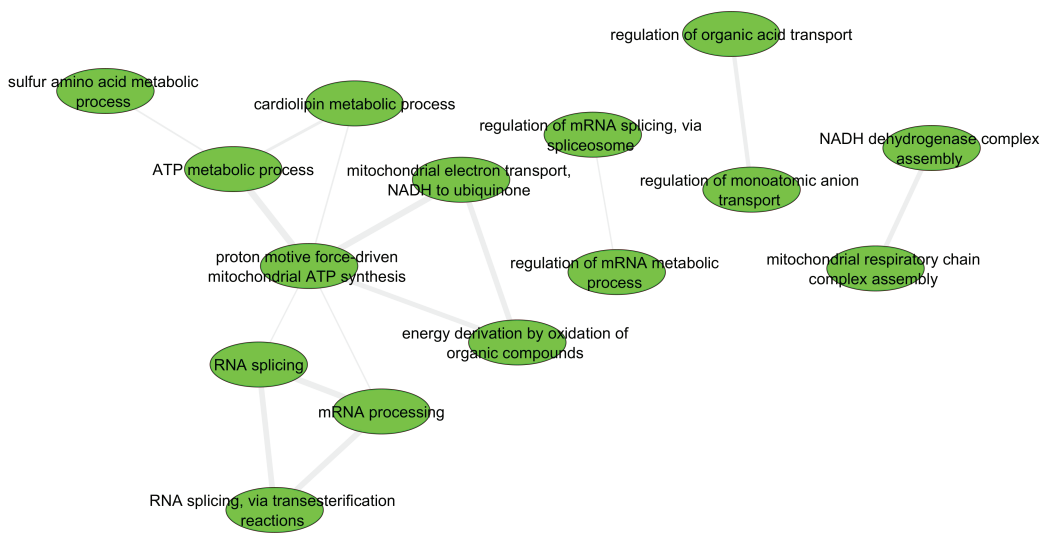 regulation of organic acid transport
sulfur amino acid metabolic
process
cardiolipin metabolic process
regulation of mRNA splicing, via
spliceosome
NADH dehydrogenase complex
assembly
ATP metabolic process
mitochondrial electron transport,
NADH to ubiquinone
regulation of monoatomic anion
transport
proton motive force-driven
mitochondrial ATP synthesis
regulation of mRNA metabolic
process
mitochondrial respiratory chain
complex assembly
energy derivation by oxidation of
organic compounds
RNA splicing
mRNA processing
RNA splicing, via transesterification
reactions